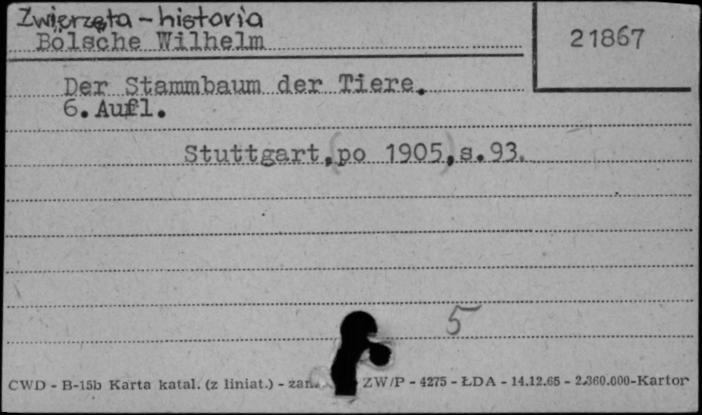 Zwierzęta - historia
21867
Bölsche Wilhelm
Der Stammbaum der Tiere.
6. Aufl.
Stuttgart, (po 1905), s. 93.
5
CWD - B-15b Karta katal. (z liniat.) - ZW/P - 4275 - ŁDA - 14.12.65 - 2.360.000-Kartor